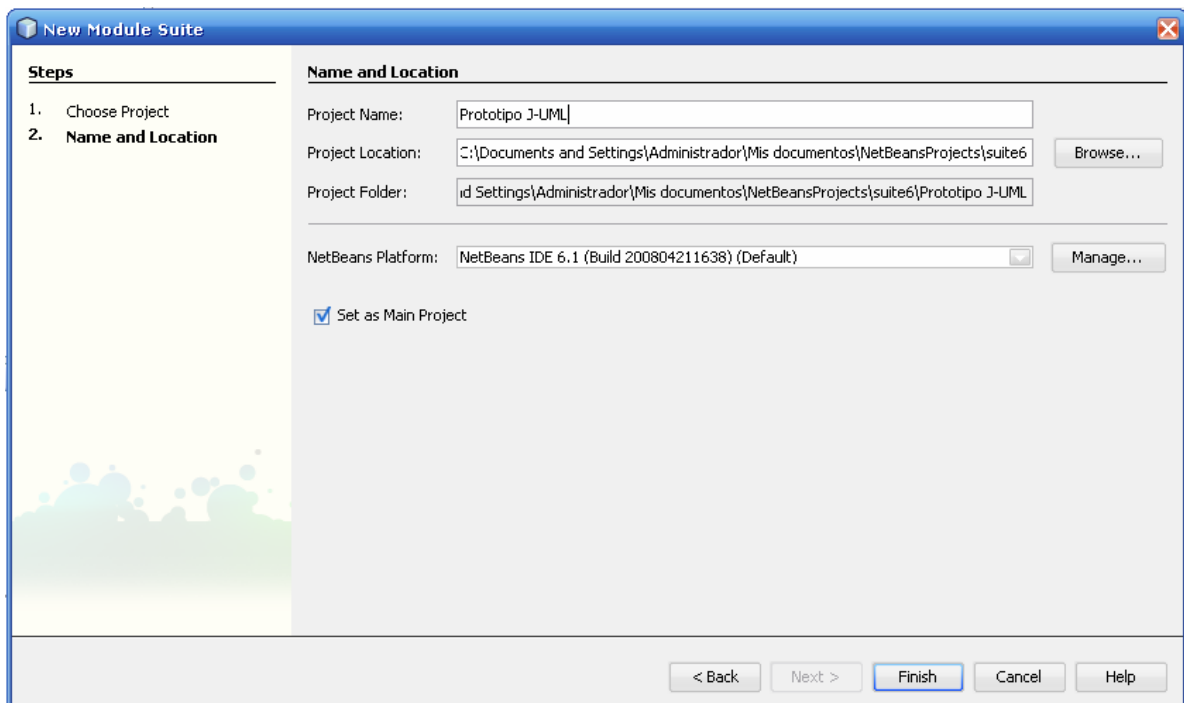 New Module Suite
Steps
1. Choose Project
2. Name and Location
Name and Location
Project Name: Prototipo J-UML
Project Location: C:\Documents and Settings\Administrador\Mis documentos\NetBeansProjects\suite6 Browse...
Project Folder: id Settings\Administrador\Mis documentos\NetBeansProjects\suite6\Prototipo J-UML
NetBeans Platform: NetBeans IDE 6.1 (Build 200804211638) (Default) Manage...
Set as Main Project
< Back Next > Finish Cancel Help